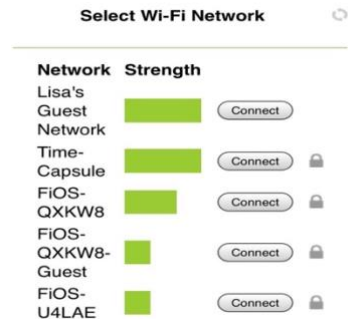 Select Wi-Fi Network
Network Strength
Lisa's
Guest
Network
Connect
Time-
Capsule
Connect
FiOS-
QXKW8
Connect
FiOS-
QXKW8-
Guest
Connect
FiOS-
U4LAE
Connect